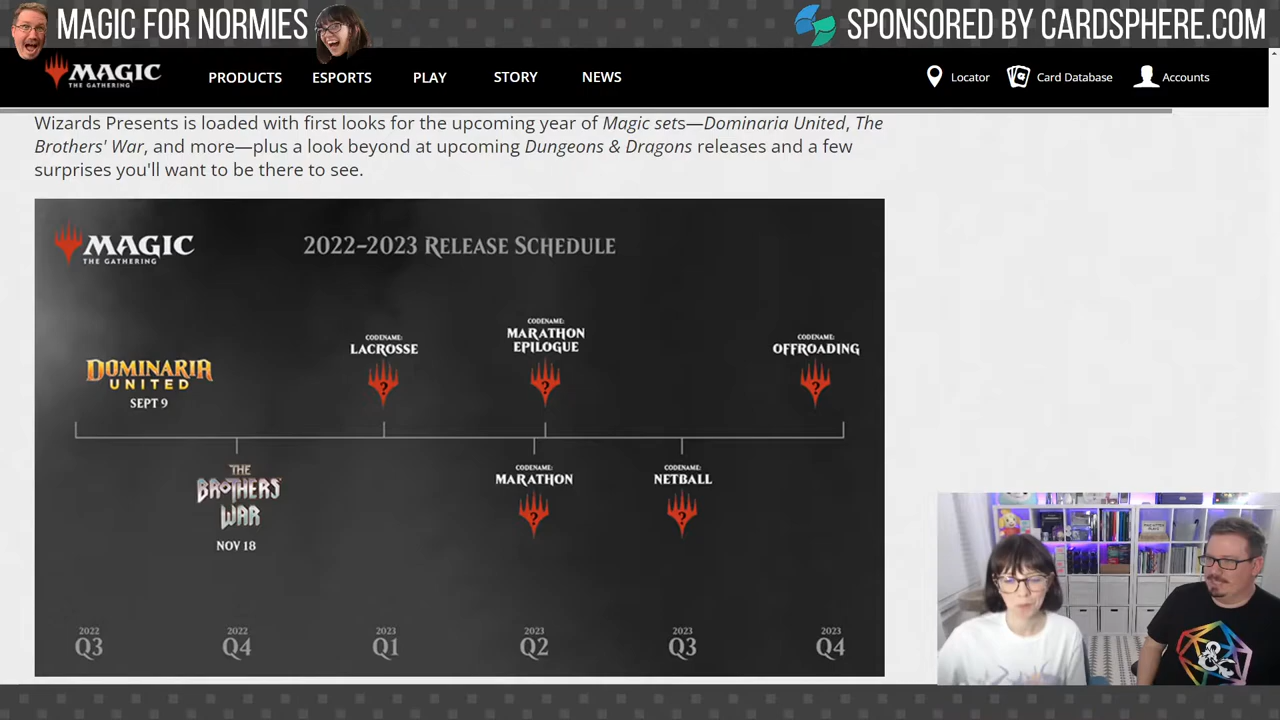 MAGIC FOR NORMIES
SPONSORED BY CARDSPHERE.COM
MAGIC
THE GATHERING
PRODUCTS
ESPORTS
PLAY
STORY
NEWS
Locator
Card Database
Accounts
Wizards Presents is loaded with first looks for the upcoming year of Magic sets—Dominaria United, The
Brothers' War, and more—plus a look beyond at upcoming Dungeons & Dragons releases and a few
surprises you'll want to be there to see.
MAGIC
THE GATHERING
2022-2023 RELEASE SCHEDULE
DOMINARIA
UNITED
SEPT 9
CODENAME:
LACROSSE
?
CODENAME:
MARATHON
EPILOGUE
?
CODENAME:
OFFROADING
?
THE
BROTHERS'
WAR
NOV 18
CODENAME:
MARATHON
?
CODENAME:
NETBALL
?
2022
Q3
2022
Q4
2023
Q1
2023
Q2
2023
Q3
2023
Q4